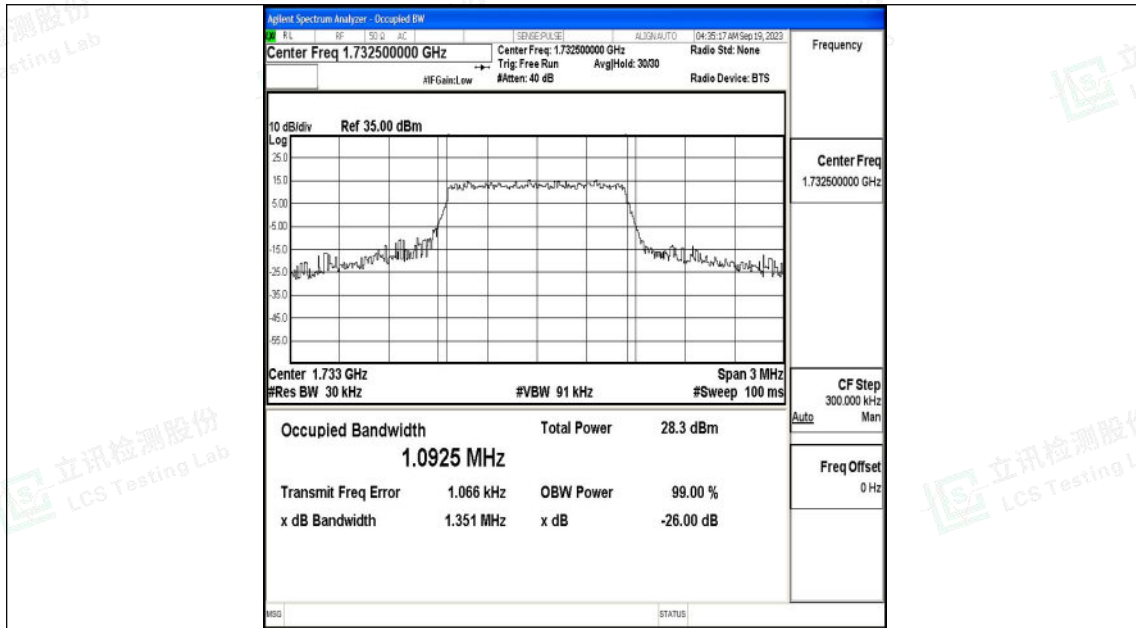 Agilent Spectrum Analyzer - Occupied BW
RL RF 50 Ω AC SENSE:PULSE ALIGNAUTO 04:35:17 AM Sep 19, 2023
Center Freq 1.732500000 GHz
Center Freq: 1.732500000 GHz Radio Std: None
Trig: Free Run Avg|Hold: 30/30
#IFGain:Low #Atten: 40 dB Radio Device: BTS
10 dB/div Ref 35.00 dBm
Log
25.0
15.0
5.00
-5.00
-15.0
-25.0
-35.0
-45.0
-55.0
Center 1.733 GHz Span 3 MHz
#Res BW 30 kHz #VBW 91 kHz #Sweep 100 ms
Occupied Bandwidth Total Power 28.3 dBm
1.0925 MHz
Transmit Freq Error 1.066 kHz OBW Power 99.00 %
x dB Bandwidth 1.351 MHz x dB -26.00 dB
MSG STATUS
Frequency
Center Freq
1.732500000 GHz
CF Step
300.000 kHz
Auto Man
Freq Offset
0 Hz
立讯检测股份
LCS Testing Lab
立讯检测股份
LCS Testing L